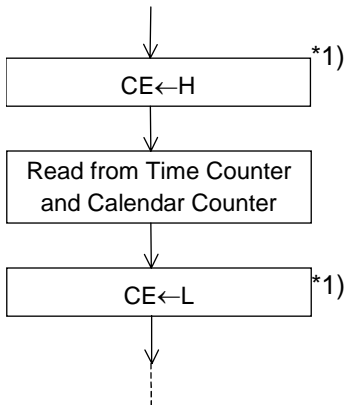 *1)
CE←H
Read from Time Counter
and Calendar Counter
*1)
CE←L